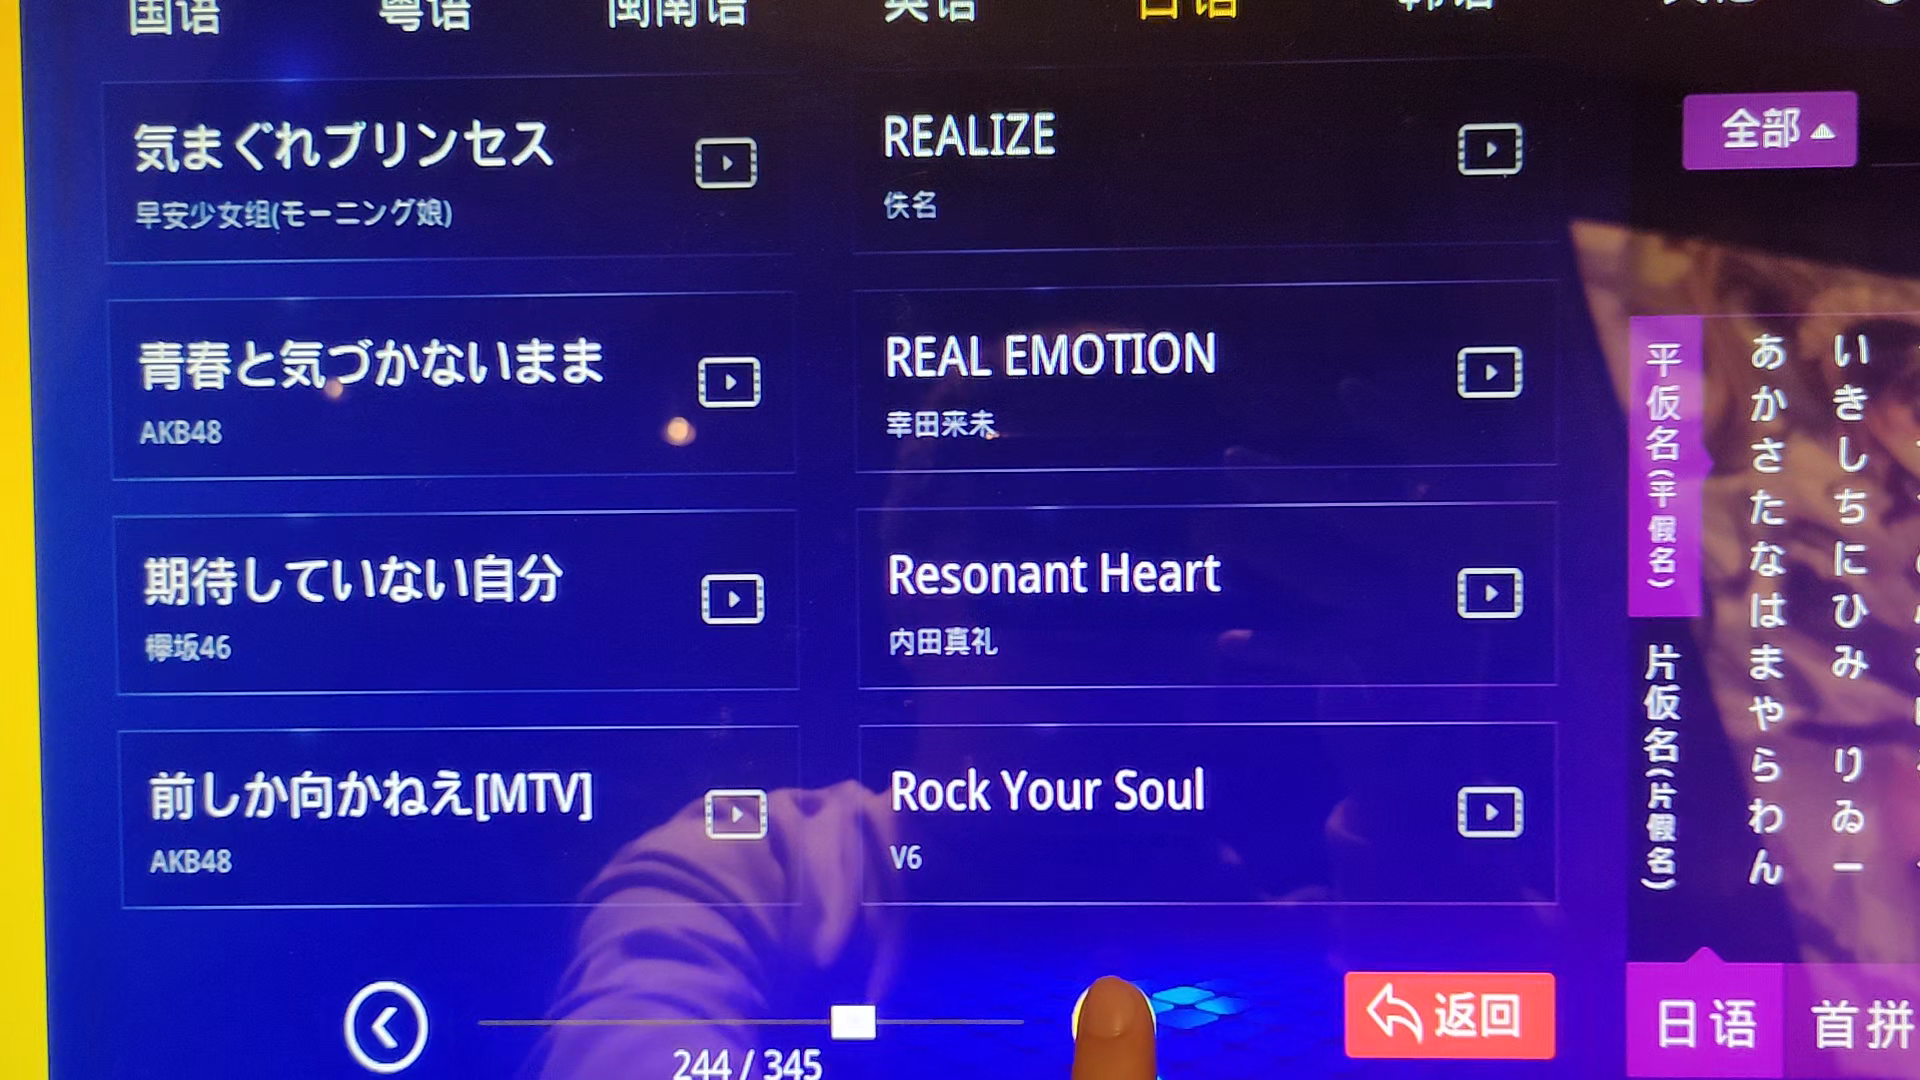 国语 粤语 闽南语 英语 日语 韩语
気まぐれプリンセス
早安少女组(モーニング娘)
REALIZE
佚名
全部
青春と気づかないまま
AKB48
REAL EMOTION
幸田来未
期待していない自分
欅坂46
Resonant Heart
内田真礼
前しか向かねえ[MTV]
AKB48
Rock Your Soul
V6
平仮名(平假名)
片仮名(片假名)
あかさたなはまやらわん
いきしちにひみ りゐー
244 / 345
返回
日语
首拼